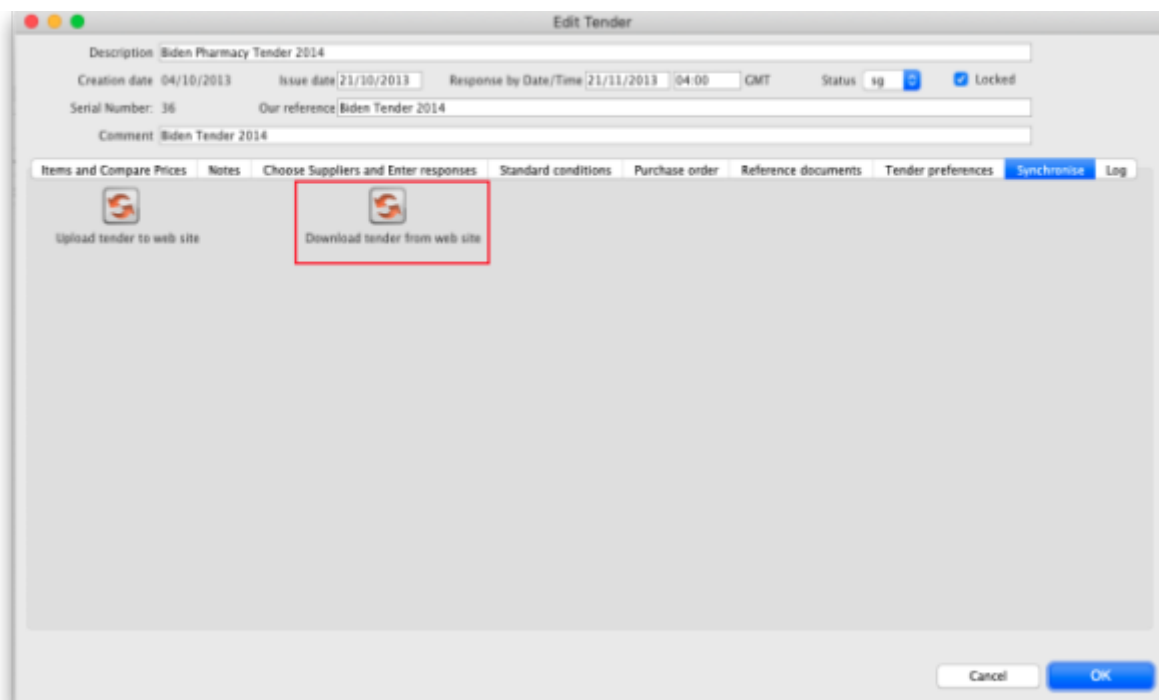 Edit Tender
Description Biden Pharmacy Tender 2014
Creation date 04/10/2013 Issue date 21/10/2013 Response by Date/Time 21/11/2013 04:00 GMT Status sg Locked
Serial Number: 36 Our reference Biden Tender 2014
Comment Biden Tender 2014
Items and Compare Prices Notes Choose Suppliers and Enter responses Standard conditions Purchase order Reference documents Tender preferences Synchronise Log
Upload tender to web site Download tender from web site
Cancel OK